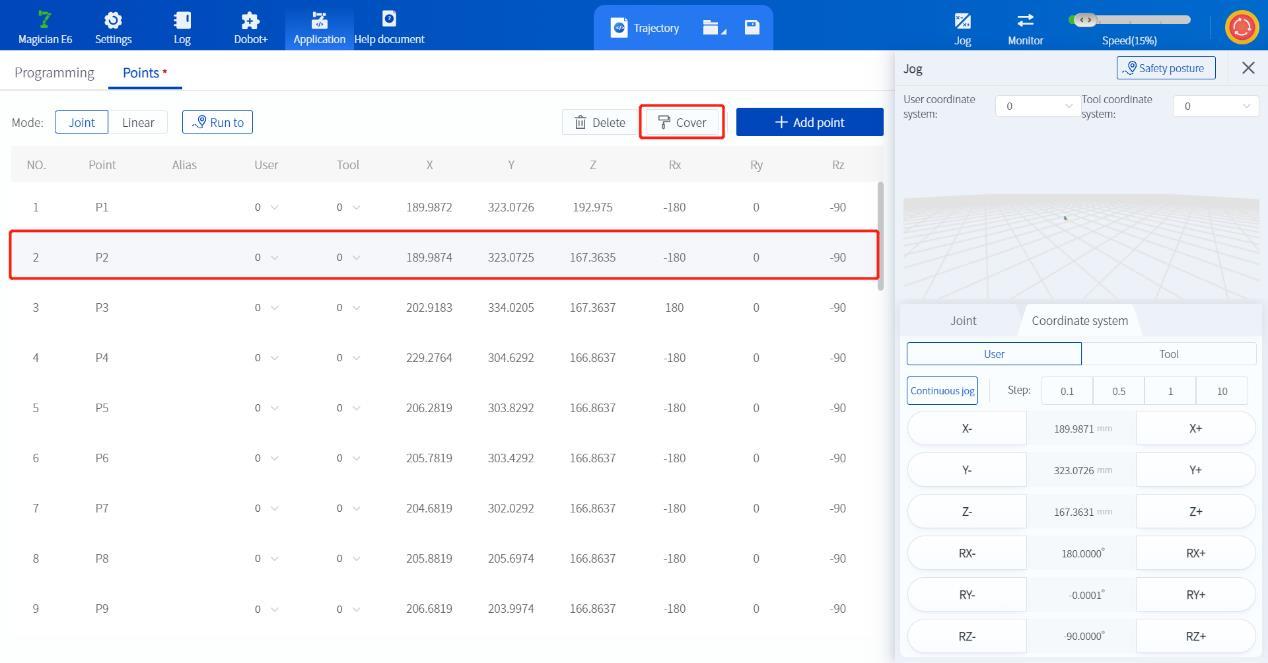 Magician E6 Settings Log Dobot+ Application Help document Trajectory Jog Monitor Speed(15%)
Programming Points •
Mode: Joint Linear Run to Delete Cover + Add point
NO. Point Alias User Tool X Y Z Rx Ry Rz
1 P1 0 0 189.9872 323.0726 192.975 -180 0 -90
2 P2 0 0 189.9874 323.0725 167.3635 -180 0 -90
3 P3 0 0 202.9183 334.0205 167.3637 180 0 -90
4 P4 0 0 229.2764 304.6292 166.8637 -180 0 -90
5 P5 0 0 206.2819 303.8292 166.8637 -180 0 -90
6 P6 0 0 205.7819 303.4292 166.8637 -180 0 -90
7 P7 0 0 204.6819 302.0292 166.8637 -180 0 -90
8 P8 0 0 205.8819 205.6974 166.8637 -180 0 -90
9 P9 0 0 206.6819 203.9974 166.8637 -180 0 -90
Jog Safety posture
User coordinate system: 0 Tool coordinate system: 0
Joint Coordinate system
User Tool
Continuous jog Step: 0.1 0.5 1 10
X- 189.9871 mm X+
Y- 323.0726 mm Y+
Z- 167.3631 mm Z+
RX- 180.0000° RX+
RY- -0.0001° RY+
RZ- -90.0000° RZ+